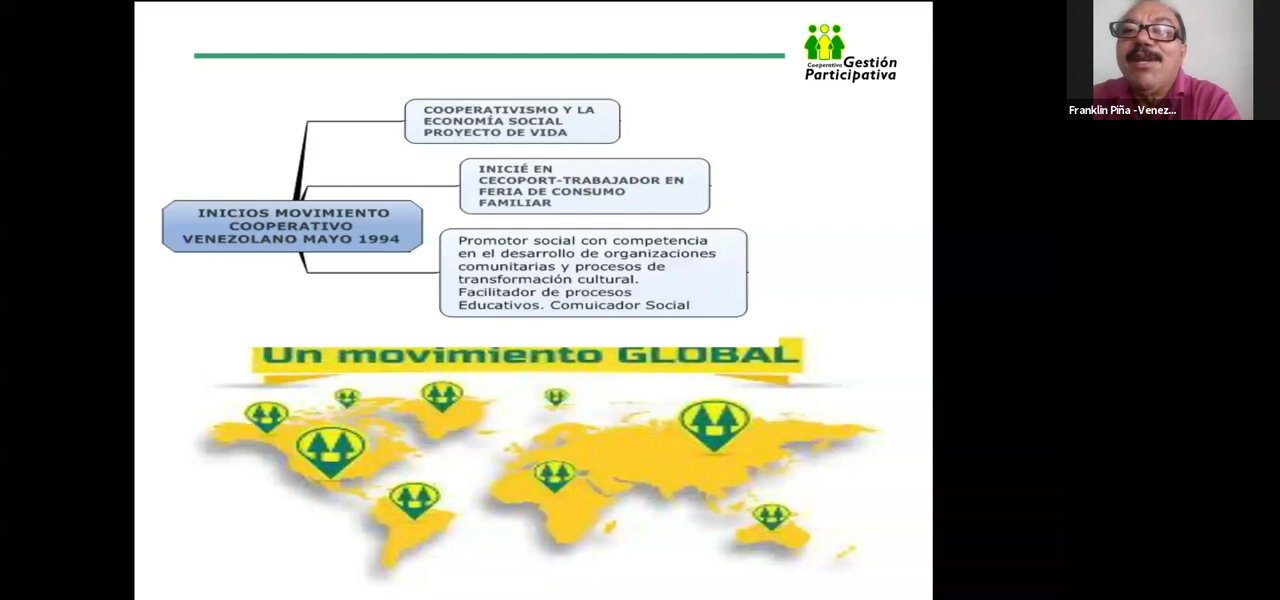 Cooperativa Gestión
Participativa
Franklin Piña -Venez...
COOPERATIVISMO Y LA
ECONOMÍA SOCIAL
PROYECTO DE VIDA
INICIÉ EN
CECOPORT-TRABAJADOR EN
FERIA DE CONSUMO
FAMILIAR
INICIOS MOVIMIENTO
COOPERATIVO
VENEZOLANO MAYO 1994
Promotor social con competencia
en el desarrollo de organizaciones
comunitarias y procesos de
transformación cultural.
Facilitador de procesos
Educativos. Comuicador Social
Un movimiento GLOBAL